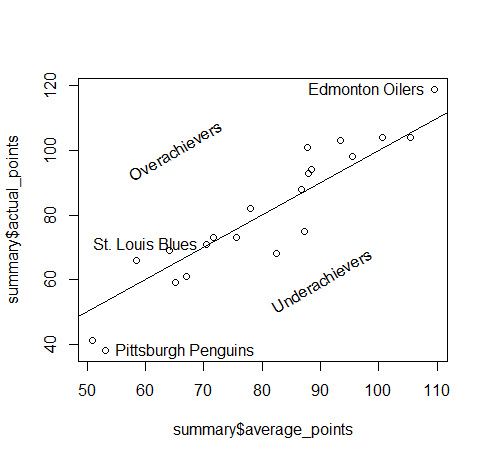 Edmonton Oilers
Overachievers
St. Louis Blues
Underachievers
Pittsburgh Penguins
summary$actual_points
40
60
80
100
120
50
60
70
80
90
100
110
summary$average_points